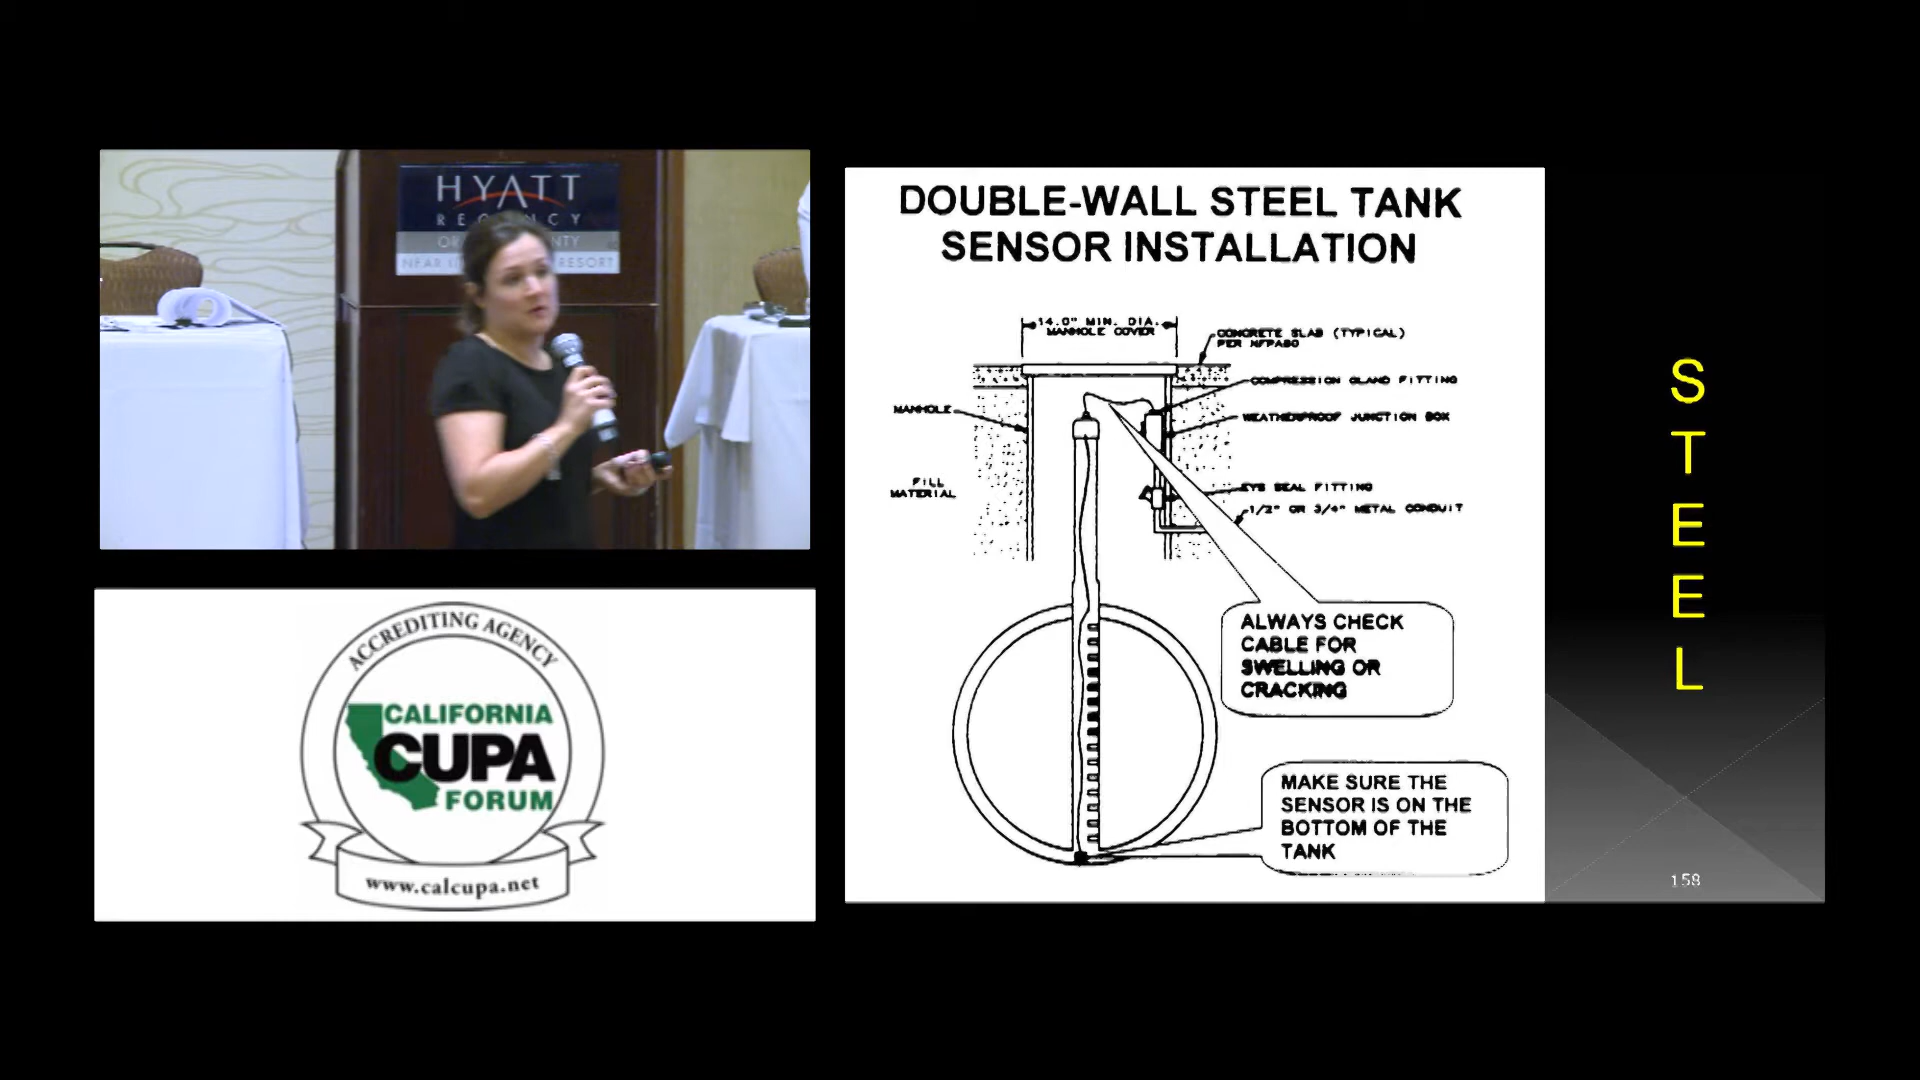 HYATT
ACCREDITING AGENCY
CALIFORNIA
CUPA
FORUM
www.calcupa.net
DOUBLE-WALL STEEL TANK
SENSOR INSTALLATION
14.0" MIN. DIA.
MANHOLE COVER
CONCRETE SLAB (TYPICAL)
PER NFPA30
COMPRESSION GLAND FITTING
MANHOLE
WEATHERPROOF JUNCTION BOX
FILL
MATERIAL
EYS SEAL FITTING
1/2" OR 3/4" METAL CONDUIT
ALWAYS CHECK
CABLE FOR
SWELLING OR
CRACKING
MAKE SURE THE
SENSOR IS ON THE
BOTTOM OF THE
TANK
S
T
E
E
L
158